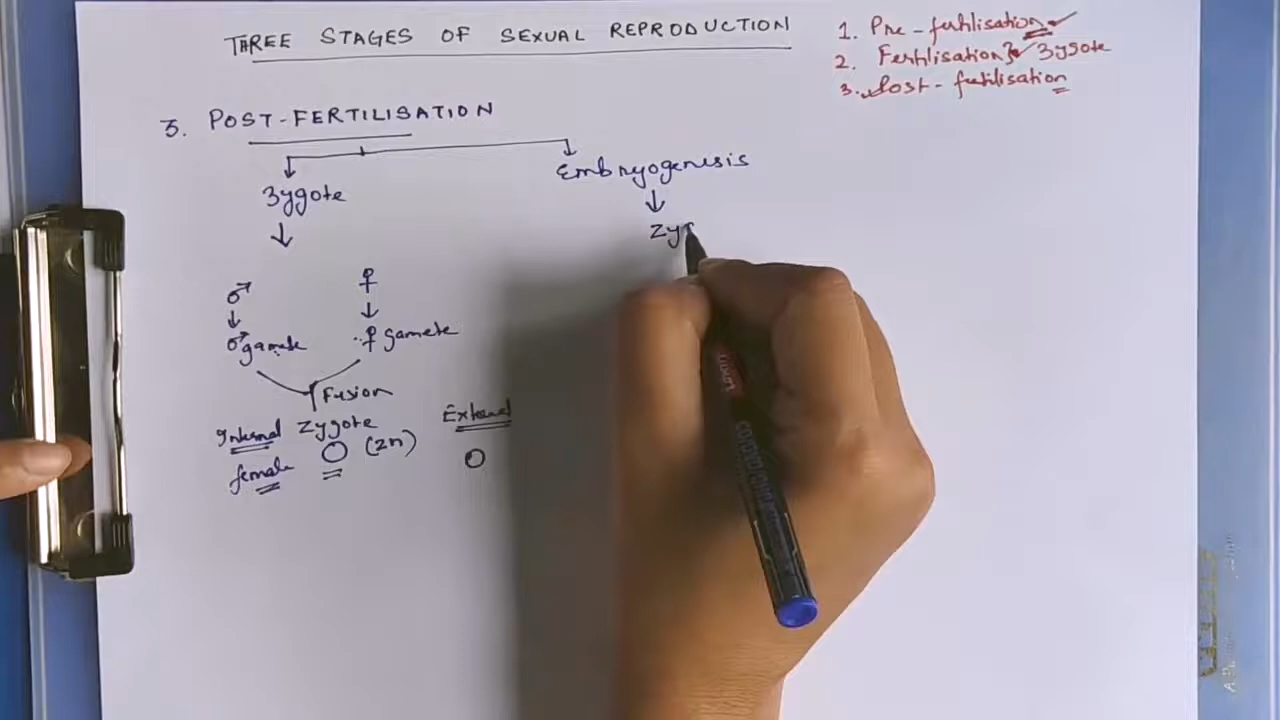 THREE STAGES OF SEXUAL REPRODUCTION
1. Pre-fertilisation
2. Fertilisation} Zygote
3. Post-fertilisation
3. POST-FERTILISATION
Zygote
Embryogenesis
Zyg
♂ ♀
♂ gamete ♀ gamete
Fusion
Internal Zygote External
female (2n)